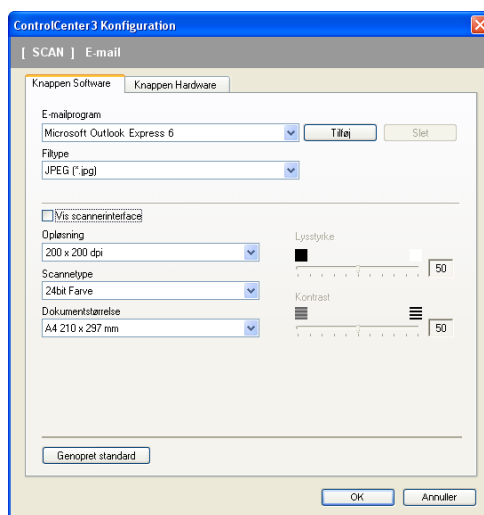 ControlCenter3 Konfiguration
[ SCAN ] E-mail
Knappen Software Knappen Hardware
E-mailprogram
Microsoft Outlook Express 6 Tilføj Slet
Filtype
JPEG (*.jpg)
Vis scannerinterface
Opløsning Lysstyrke
200 x 200 dpi
50
Scannetype
24bit Farve
Kontrast
Dokumentstørrelse
A4 210 x 297 mm 50
Genopret standard
OK Annuller